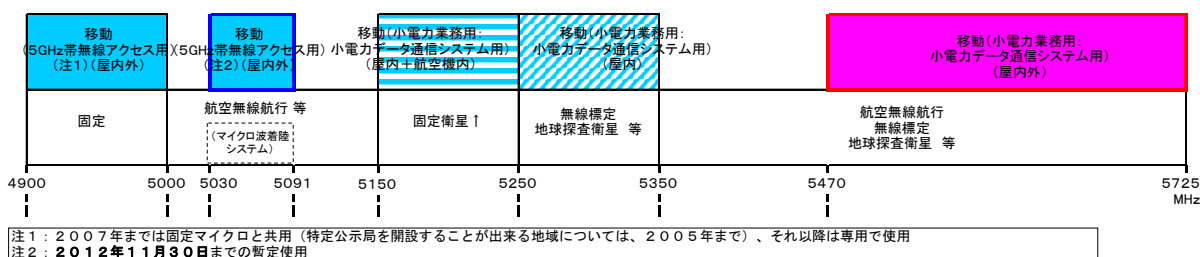 移動
(5GHz帯無線アクセス用)
(注1)(屋内外)
移動
(5GHz帯無線アクセス用)
(注2)(屋内外)
移動(小電力業務用:
小電力データ通信システム用)
(屋内＋航空機内)
移動(小電力業務用:
小電力データ通信システム用)
(屋内)
移動(小電力業務用:
小電力データ通信システム用)
(屋内外)
固定
航空無線航行 等
(マイクロ波着陸
システム)
固定衛星↑
無線標定
地球探査衛星 等
航空無線航行
無線標定
地球探査衛星 等
4900
5000
5030
5091
5150
5250
5350
5470
5725
MHz
注１：２００７年までは固定マイクロと共用（特定公示局を開設することが出来る地域については、２００５年まで）、それ以降は専用で使用
注２：２０１２年１１月３０日までの暫定使用